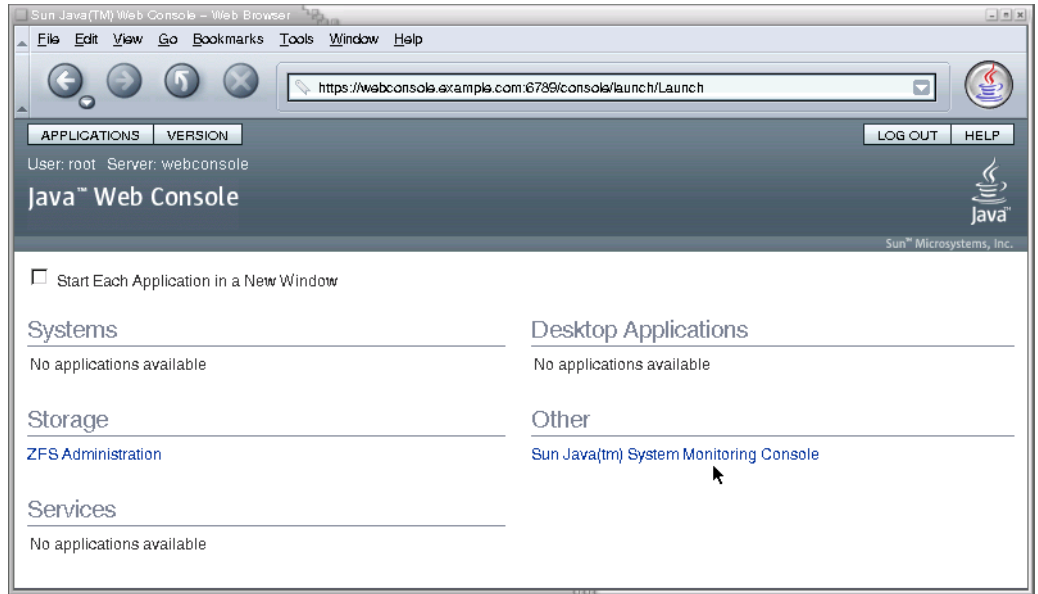 Sun Java(TM) Web Console – Web Browser
File Edit View Go Bookmarks Tools Window Help
https://webconsole.example.com:6789/console/launch/Launch
APPLICATIONS VERSION LOG OUT HELP
User: root Server: webconsole
Java™ Web Console
Java™
Sun™ Microsystems, Inc.
Start Each Application in a New Window
Systems
No applications available
Desktop Applications
No applications available
Storage
ZFS Administration
Other
Sun Java(tm) System Monitoring Console
Services
No applications available